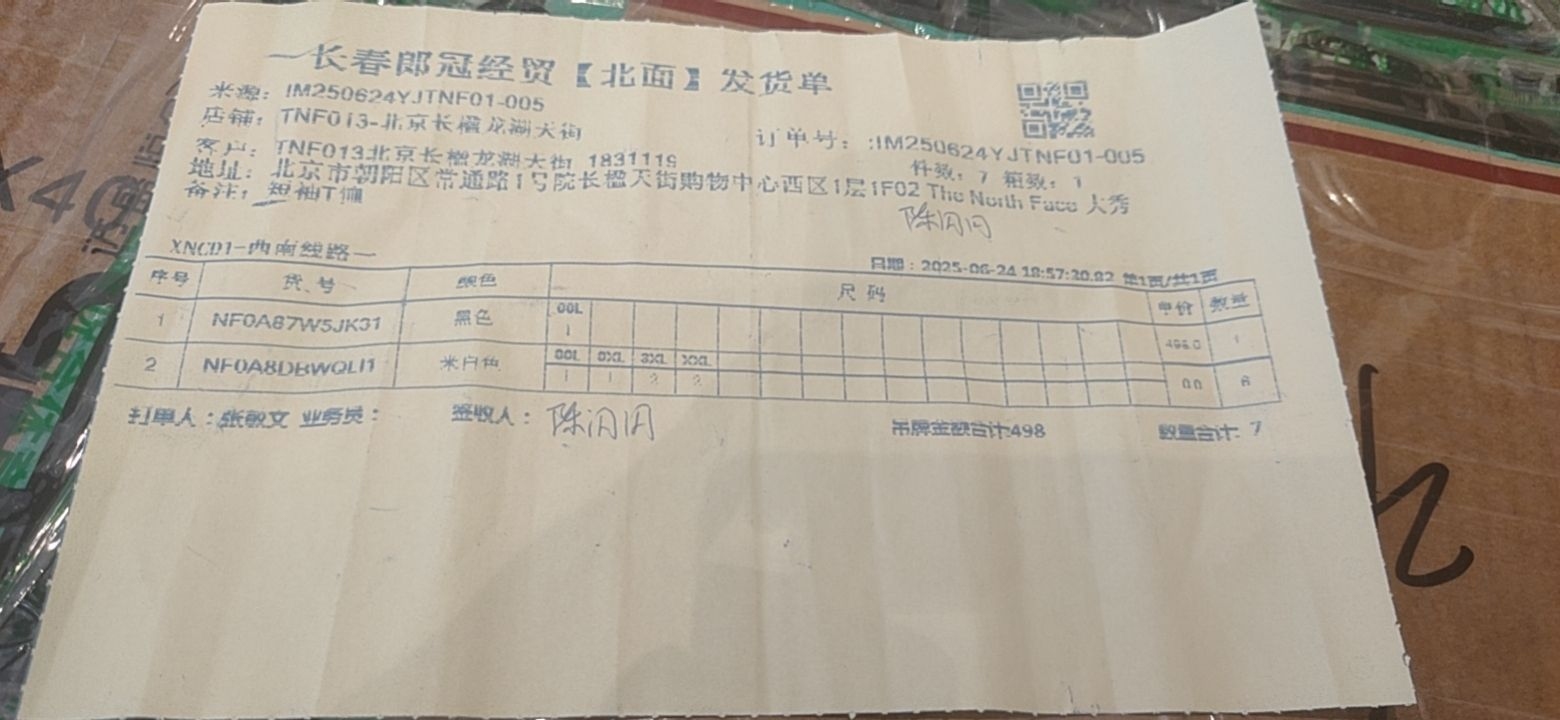 长春郎冠经贸【北面】发货单
来源：IM250624YJTNF01-005
店铺：TNF013-北京长楹龙湖天街
订单号：:IM250624YJTNF01-005
客户：TNF013北京长楹龙湖天街 1831119
件数：7 箱数：1
地址：北京市朝阳区常通路1号院长楹天街购物中心西区1层1F02 The North Face 大秀
备注：短袖T恤
陈闪闪
XNCD1-西南线路一
日期：2025-06-24 18:57:20.82 第1页/共1页
序号 货号 颜色 尺码 单价 数量
00L
1 NF0A87W5JK31 黑色 1 498.0 1
00L 0XL 3XL XXL
2 NF0A8DBWQLI1 米白色 1 1 2 2 0.0 6
打单人：张敏文 业务员： 签收人：陈闪闪 吊牌金额合计:498 数量合计: 7